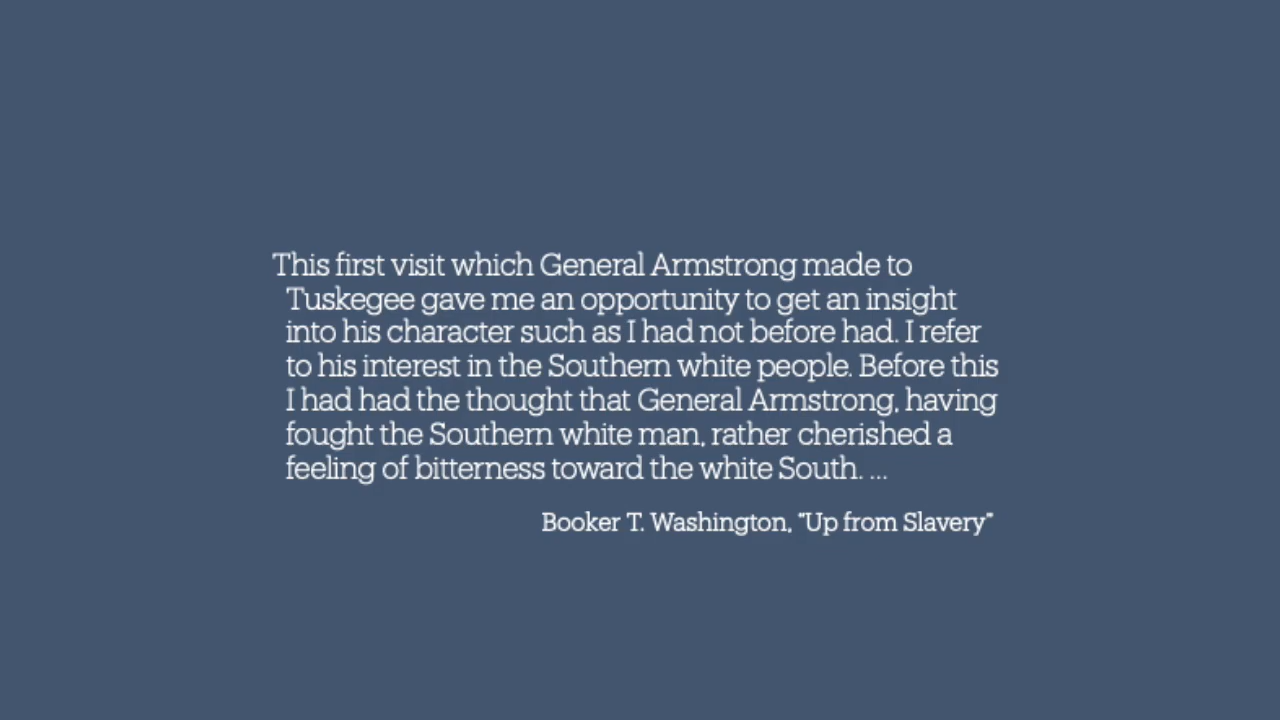 This first visit which General Armstrong made to
Tuskegee gave me an opportunity to get an insight
into his character such as I had not before had. I refer
to his interest in the Southern white people. Before this
I had had the thought that General Armstrong, having
fought the Southern white man, rather cherished a
feeling of bitterness toward the white South. ...
Booker T. Washington, “Up from Slavery”